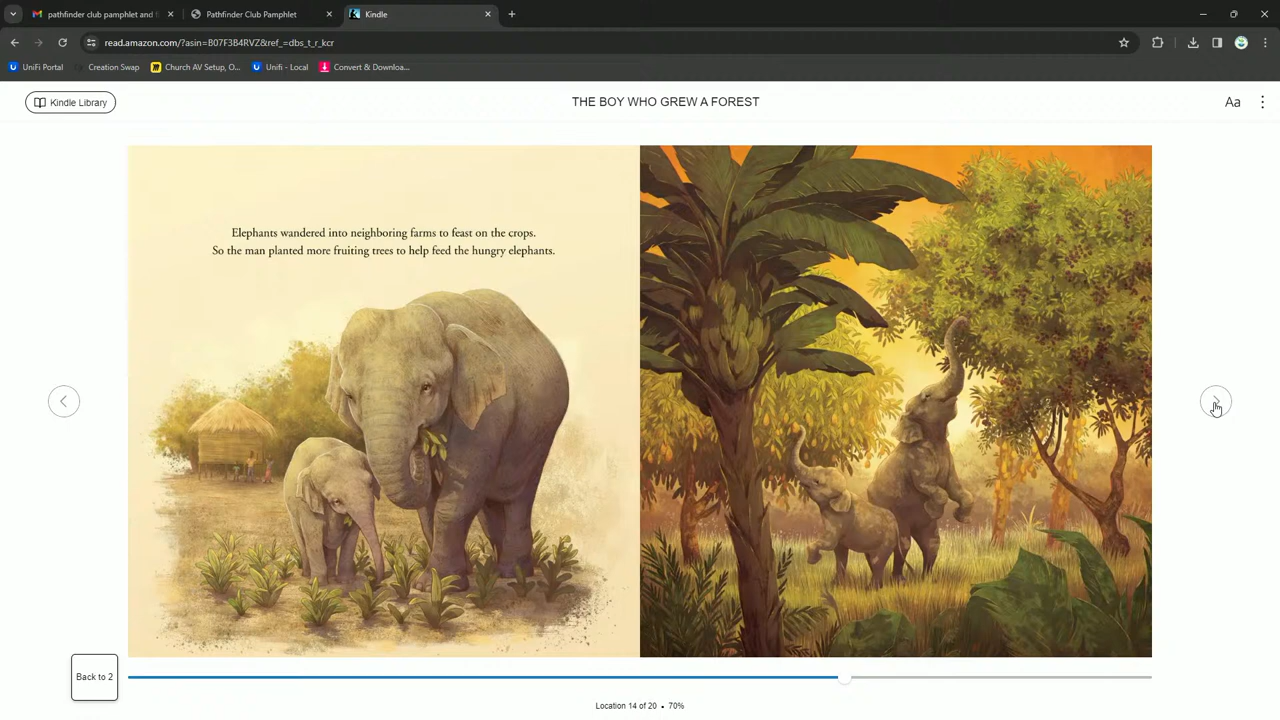 pathfinder club pamphlet and t
Pathfinder Club Pamphlet
Kindle
read.amazon.com/?asin=B07F3B4RVZ&ref_=dbs_t_r_kcr
UniFi Portal
Creation Swap
Church AV Setup, O...
Unifi - Local
Convert & Downloa...
Kindle Library
THE BOY WHO GREW A FOREST
Aa
Elephants wandered into neighboring farms to feast on the crops.
So the man planted more fruiting trees to help feed the hungry elephants.
Back to 2
Location 14 of 20 • 70%